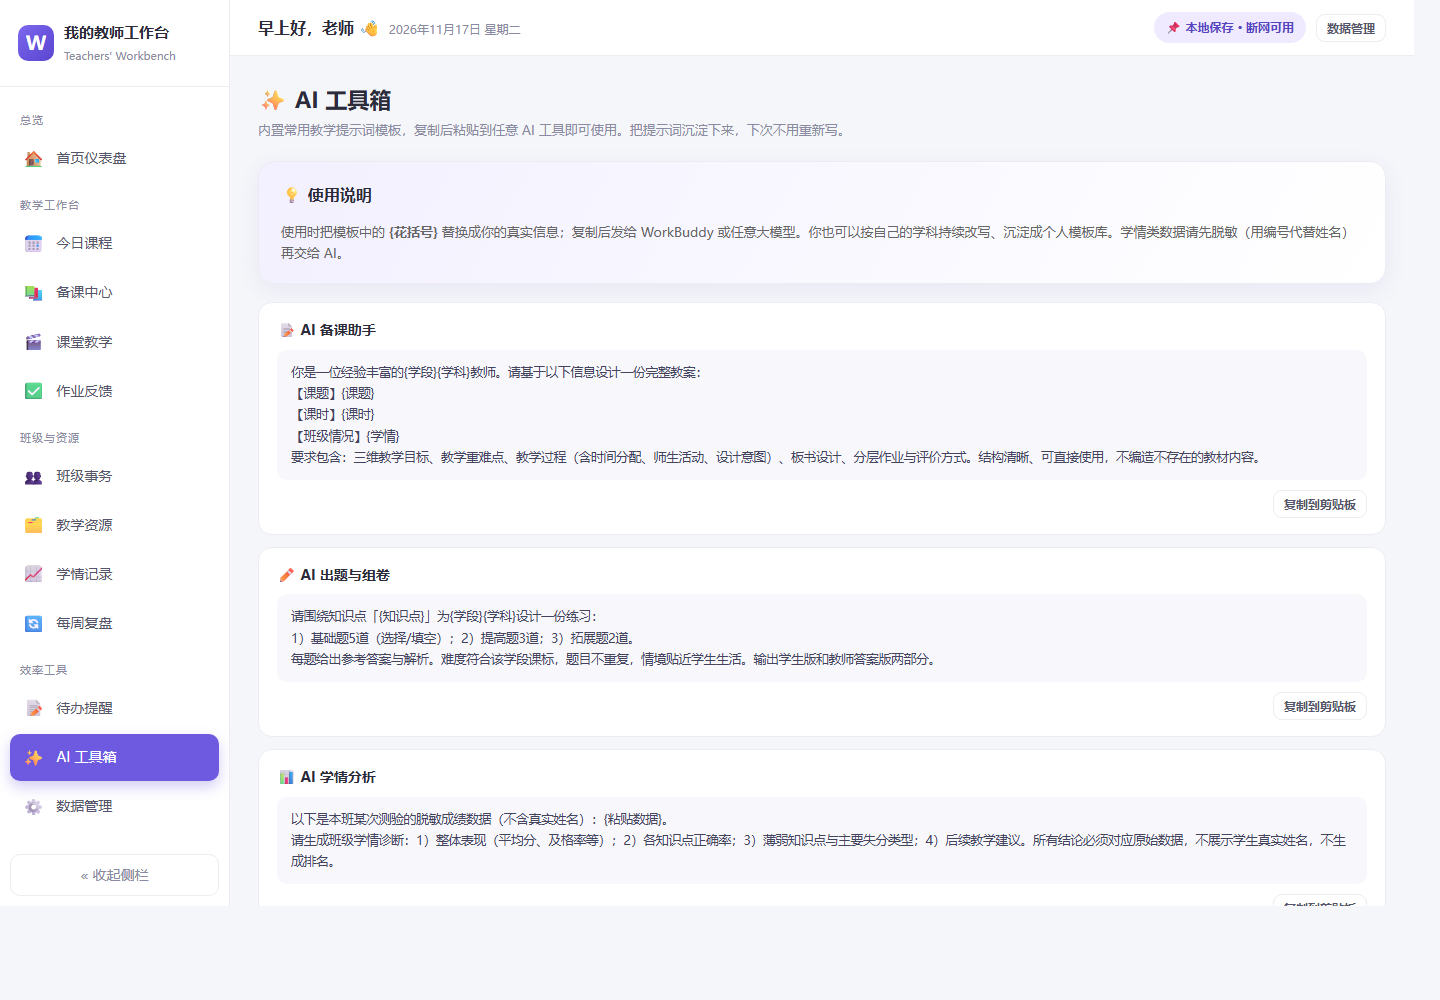 W
我的教师工作台
Teachers' Workbench
总览
首页仪表盘
教学工作台
今日课程
备课中心
课堂教学
作业反馈
班级与资源
班级事务
教学资源
学情记录
每周复盘
效率工具
待办提醒
AI 工具箱
数据管理
« 收起侧栏
早上好，老师
2026年11月17日 星期二
本地保存 • 断网可用
数据管理
AI 工具箱
内置常用教学提示词模板，复制后粘贴到任意 AI 工具即可使用。把提示词沉淀下来，下次不用重新写。
使用说明
使用时把模板中的 {花括号} 替换成你的真实信息；复制后发给 WorkBuddy 或任意大模型。你也可以按自己的学科持续改写、沉淀成个人模板库。学情类数据请先脱敏（用编号代替姓名）
再交给 AI。
AI 备课助手
你是一位经验丰富的{学段}{学科}教师。请基于以下信息设计一份完整教案：
【课题】{课题}
【课时】{课时}
【班级情况】{学情}
要求包含：三维教学目标、教学重难点、教学过程（含时间分配、师生活动、设计意图）、板书设计、分层作业与评价方式。结构清晰、可直接使用，不编造不存在的教材内容。
复制到剪贴板
AI 出题与组卷
请围绕知识点「{知识点}」为{学段}{学科}设计一份练习：
1）基础题5道（选择/填空）；2）提高题3道；3）拓展题2道。
每题给出参考答案与解析。难度符合该学段课标，题目不重复，情境贴近学生生活。输出学生版和教师答案版两部分。
复制到剪贴板
AI 学情分析
以下是本班某次测验的脱敏成绩数据（不含真实姓名）：{粘贴数据}。
请生成班级学情诊断：1）整体表现（平均分、及格率等）；2）各知识点正确率；3）薄弱知识点与主要失分类型；4）后续教学建议。所有结论必须对应原始数据，不展示学生真实姓名，不生
成排名。
复制到剪贴板